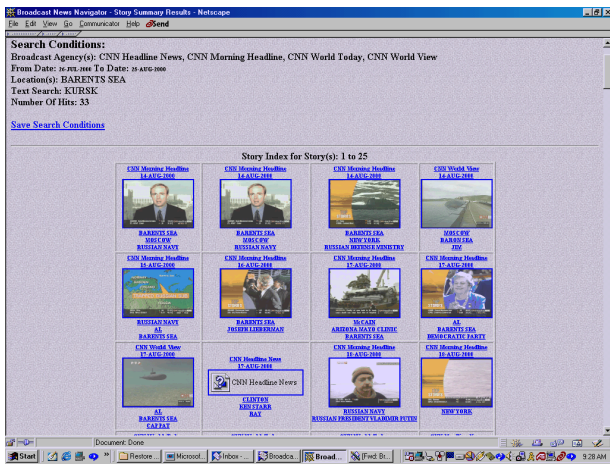 Broadcast News Navigator - Story Summary Results - Netscape
File Edit View Go Communicator Help Send
Search Conditions:
Broadcast Agency(s): CNN Headline News, CNN Morning Headline, CNN World Today, CNN World View
From Date: 26-JUL-2000 To Date: 25-AUG-2000
Location(s): BARENTS SEA
Text Search: KURSK
Number Of Hits: 33
Save Search Conditions
Story Index for Story(s): 1 to 25
CNN Morning Headline CNN Morning Headline CNN Morning Headline CNN World View
14-AUG-2000 14-AUG-2000 14-AUG-2000 14-AUG-2000
BARENTS SEA BARENTS SEA BARENTS SEA MOSCOW
MOSCOW MOSCOW NEW YORK BARON SEA
RUSSIAN NAVY RUSSIAN NAVY RUSSIAN DEFENSE MINISTRY JIM
CNN Morning Headline CNN Morning Headline CNN Morning Headline CNN Morning Headline
15-AUG-2000 16-AUG-2000 17-AUG-2000 17-AUG-2000
RUSSIAN NAVY BARENTS SEA McCAIN AL
AL JOSEPH LIEBERMAN ARIZONA MAYO CLINIC BARENTS SEA
BARENTS SEA BARENTS SEA DEMOCRATIC PARTY
CNN World View CNN Headline News CNN Morning Headline CNN Morning Headline
17-AUG-2000 17-AUG-2000
CNN Headline News
AL CLINTON RUSSIAN NAVY NEW YORK
BARENTS SEA KEN STARR RUSSIAN PRESIDENT VLADIMIR PUTIN
RAY
Document: Done
Start Restore ... Microsof... Inbox - ... Broadca... Broad... (Fwd: Br... 9:28 AM